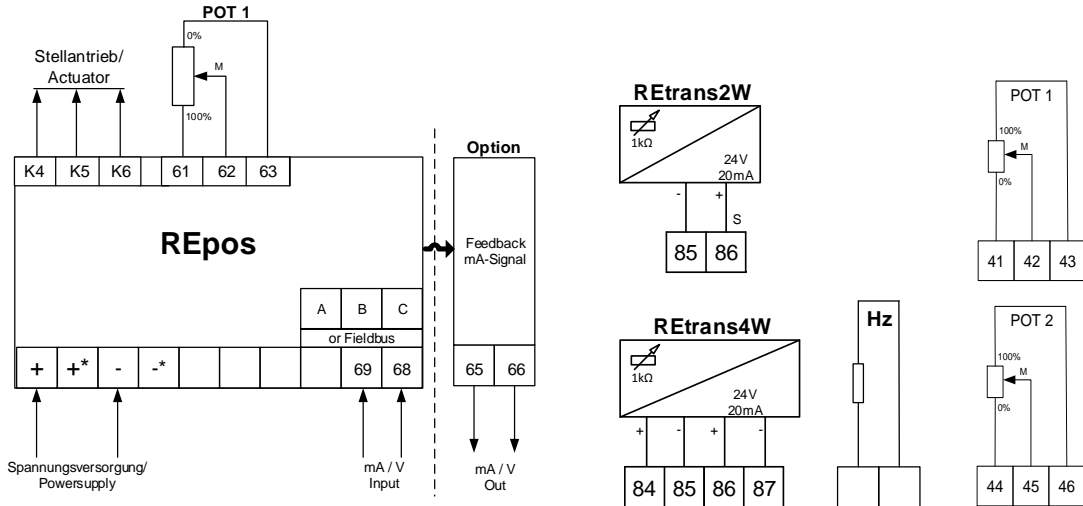 POT 1
0%
Stellantrieb/
Actuator
M
100%
K4 K5 K6 61 62 63
REpos
A B C
or Fieldbus
+ +* - -* 69 68
Spannungsversorgung/
Powersupply
mA / V
Input
Option
Feedback
mA-Signal
65 66
mA / V
Out
REtrans2W
1kΩ
24V
20mA
- +
S
85 86
REtrans4W
1kΩ
24V
20mA
+ - + -
84 85 86 87
Hz
POT 1
100%
M
0%
41 42 43
POT 2
100%
M
0%
44 45 46